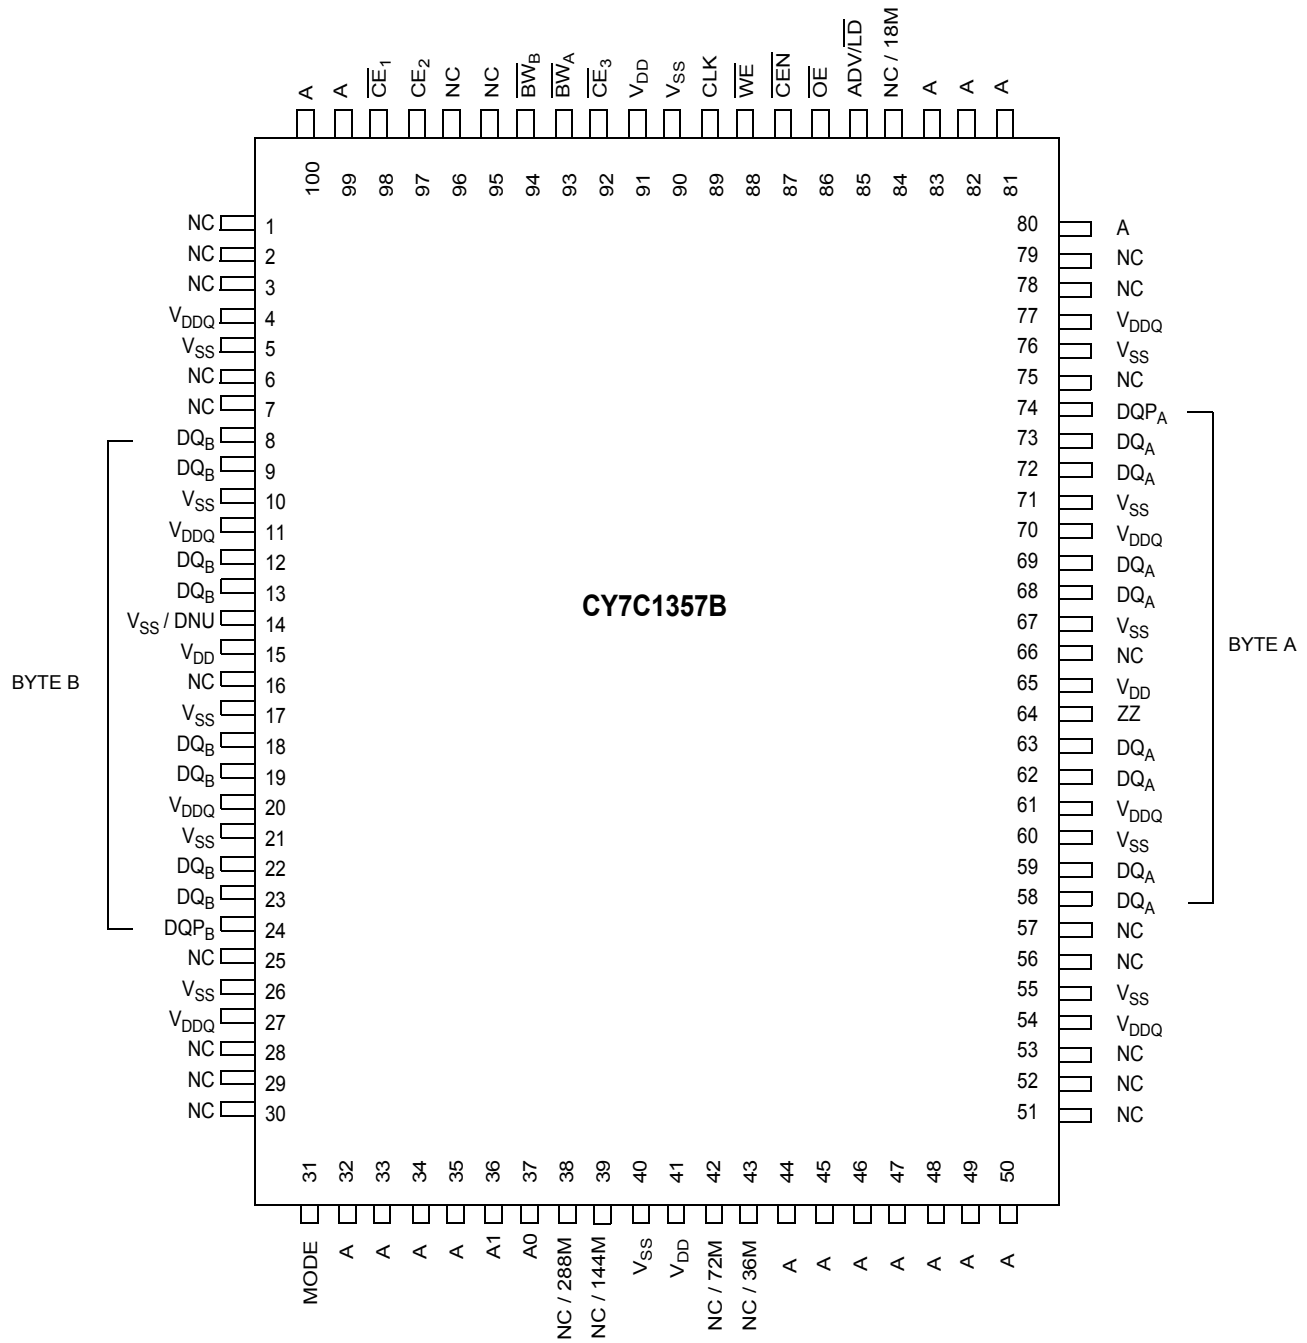 A A CE1 CE2 NC NC BWB BWA CE3 VDD VSS CLK WE CEN OE ADV/LD NC / 18M A A A
100 99 98 97 96 95 94 93 92 91 90 89 88 87 86 85 84 83 82 81
NC 1 80 A
NC 2 79 NC
NC 3 78 NC
VDDQ 4 77 VDDQ
VSS 5 76 VSS
NC 6 75 NC
NC 7 74 DQPA
DQB 8 73 DQA
DQB 9 72 DQA
VSS 10 71 VSS
VDDQ 11 70 VDDQ
DQB 12 69 DQA
DQB 13 68 DQA
CY7C1357B
VSS / DNU 14 67 VSS
VDD 15 66 NC
BYTE A
NC 16 65 VDD
BYTE B
VSS 17 64 ZZ
DQB 18 63 DQA
DQB 19 62 DQA
VDDQ 20 61 VDDQ
VSS 21 60 VSS
DQB 22 59 DQA
DQB 23 58 DQA
DQPB 24 57 NC
NC 25 56 NC
VSS 26 55 VSS
VDDQ 27 54 VDDQ
NC 28 53 NC
NC 29 52 NC
NC 30 51 NC
31 32 33 34 35 36 37 38 39 40 41 42 43 44 45 46 47 48 49 50
MODE A A A A A1 A0 NC / 288M NC / 144M VSS VDD NC / 72M NC / 36M A A A A A A A